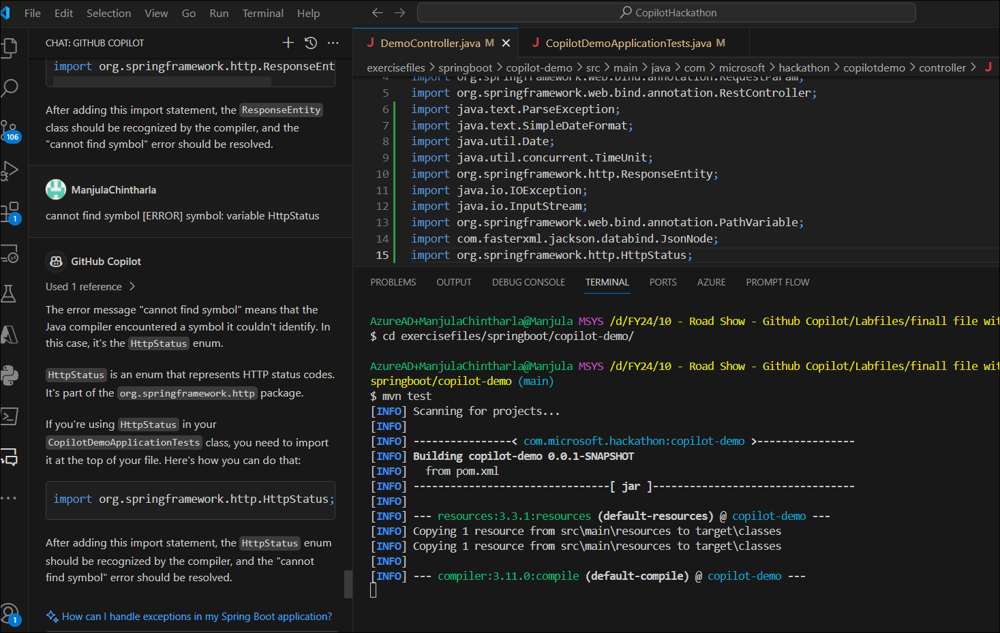 File Edit Selection View Go Run Terminal Help
CopilotHackathon
CHAT: GITHUB COPILOT
import org.springframework.http.ResponseEnt
After adding this import statement, the ResponseEntity
class should be recognized by the compiler, and the
"cannot find symbol" error should be resolved.
ManjulaChintharla
cannot find symbol [ERROR] symbol: variable HttpStatus
GitHub Copilot
Used 1 reference
The error message "cannot find symbol" means that the
Java compiler encountered a symbol it couldn't identify. In
this case, it's the HttpStatus enum.
HttpStatus is an enum that represents HTTP status codes.
It's part of the org.springframework.http package.
If you're using HttpStatus in your
CopilotDemoApplicationTests class, you need to import
it at the top of your file. Here's how you can do that:
import org.springframework.http.HttpStatus;
After adding this import statement, the HttpStatus enum
should be recognized by the compiler, and the "cannot
find symbol" error should be resolved.
How can I handle exceptions in my Spring Boot application?
106
1
1
J DemoController.java M
J CopilotDemoApplicationTests.java M
exercisefiles > springboot > copilot-demo > src > main > java > com > microsoft > hackathon > copilotdemo > controller > J
4 import org.springframework.web.bind.annotation.RequestParam;
5 import org.springframework.web.bind.annotation.RestController;
6 import java.text.ParseException;
7 import java.text.SimpleDateFormat;
8 import java.util.Date;
9 import java.util.concurrent.TimeUnit;
10 import org.springframework.http.ResponseEntity;
11 import java.io.IOException;
12 import java.io.InputStream;
13 import org.springframework.web.bind.annotation.PathVariable;
14 import com.fasterxml.jackson.databind.JsonNode;
15 import org.springframework.http.HttpStatus;
PROBLEMS OUTPUT DEBUG CONSOLE TERMINAL PORTS AZURE PROMPT FLOW
AzureAD+ManjulaChintharla@Manjula MSYS /d/FY24/10 - Road Show - Github Copilot/Labfiles/finall file wit
$ cd exercisefiles/springboot/copilot-demo/
AzureAD+ManjulaChintharla@Manjula MSYS /d/FY24/10 - Road Show - Github Copilot/Labfiles/finall file wit
springboot/copilot-demo (main)
$ mvn test
[INFO] Scanning for projects...
[INFO]
[INFO] ----------------< com.microsoft.hackathon:copilot-demo >----------------
[INFO] Building copilot-demo 0.0.1-SNAPSHOT
[INFO]   from pom.xml
[INFO] --------------------------------[ jar ]---------------------------------
[INFO]
[INFO] --- resources:3.3.1:resources (default-resources) @ copilot-demo ---
[INFO] Copying 1 resource from src\main\resources to target\classes
[INFO] Copying 1 resource from src\main\resources to target\classes
[INFO]
[INFO] --- compiler:3.11.0:compile (default-compile) @ copilot-demo ---